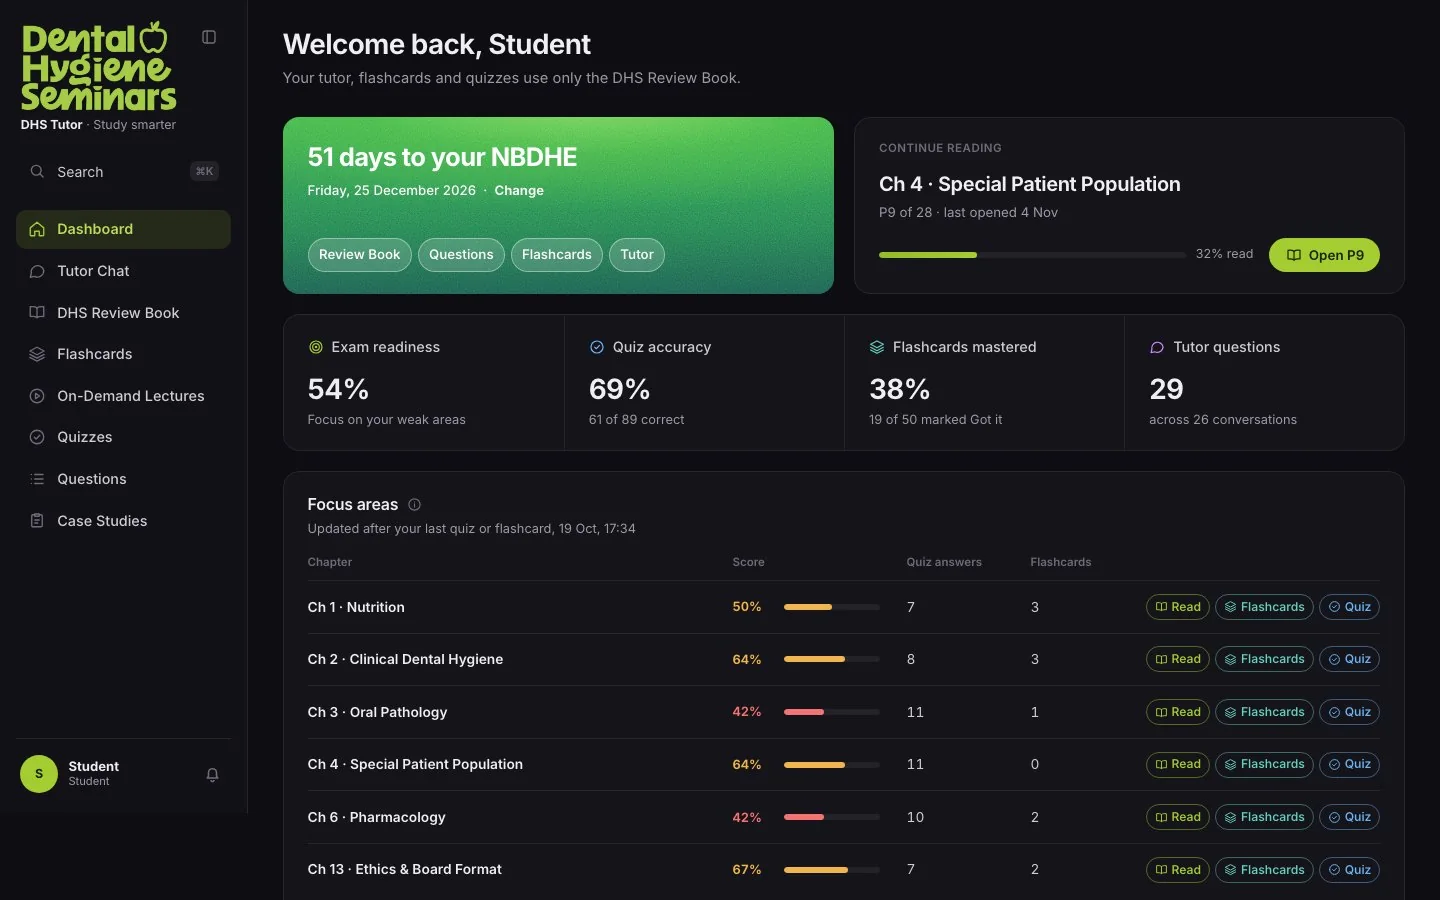 Dental
Hygiene
Seminars
DHS Tutor · Study smarter
Search ⌘K
Dashboard
Tutor Chat
DHS Review Book
Flashcards
On-Demand Lectures
Quizzes
Questions
Case Studies
S
Student
Student
Welcome back, Student
Your tutor, flashcards and quizzes use only the DHS Review Book.
51 days to your NBDHE
Friday, 25 December 2026 · Change
Review Book Questions Flashcards Tutor
CONTINUE READING
Ch 4 · Special Patient Population
P9 of 28 · last opened 4 Nov
32% read Open P9
Exam readiness
54%
Focus on your weak areas
Quiz accuracy
69%
61 of 89 correct
Flashcards mastered
38%
19 of 50 marked Got it
Tutor questions
29
across 26 conversations
Focus areas
Updated after your last quiz or flashcard, 19 Oct, 17:34
Chapter Score Quiz answers Flashcards
Ch 1 · Nutrition 50% 7 3 Read Flashcards Quiz
Ch 2 · Clinical Dental Hygiene 64% 8 3 Read Flashcards Quiz
Ch 3 · Oral Pathology 42% 11 1 Read Flashcards Quiz
Ch 4 · Special Patient Population 64% 11 0 Read Flashcards Quiz
Ch 6 · Pharmacology 42% 10 2 Read Flashcards Quiz
Ch 13 · Ethics & Board Format 67% 7 2 Read Flashcards Quiz